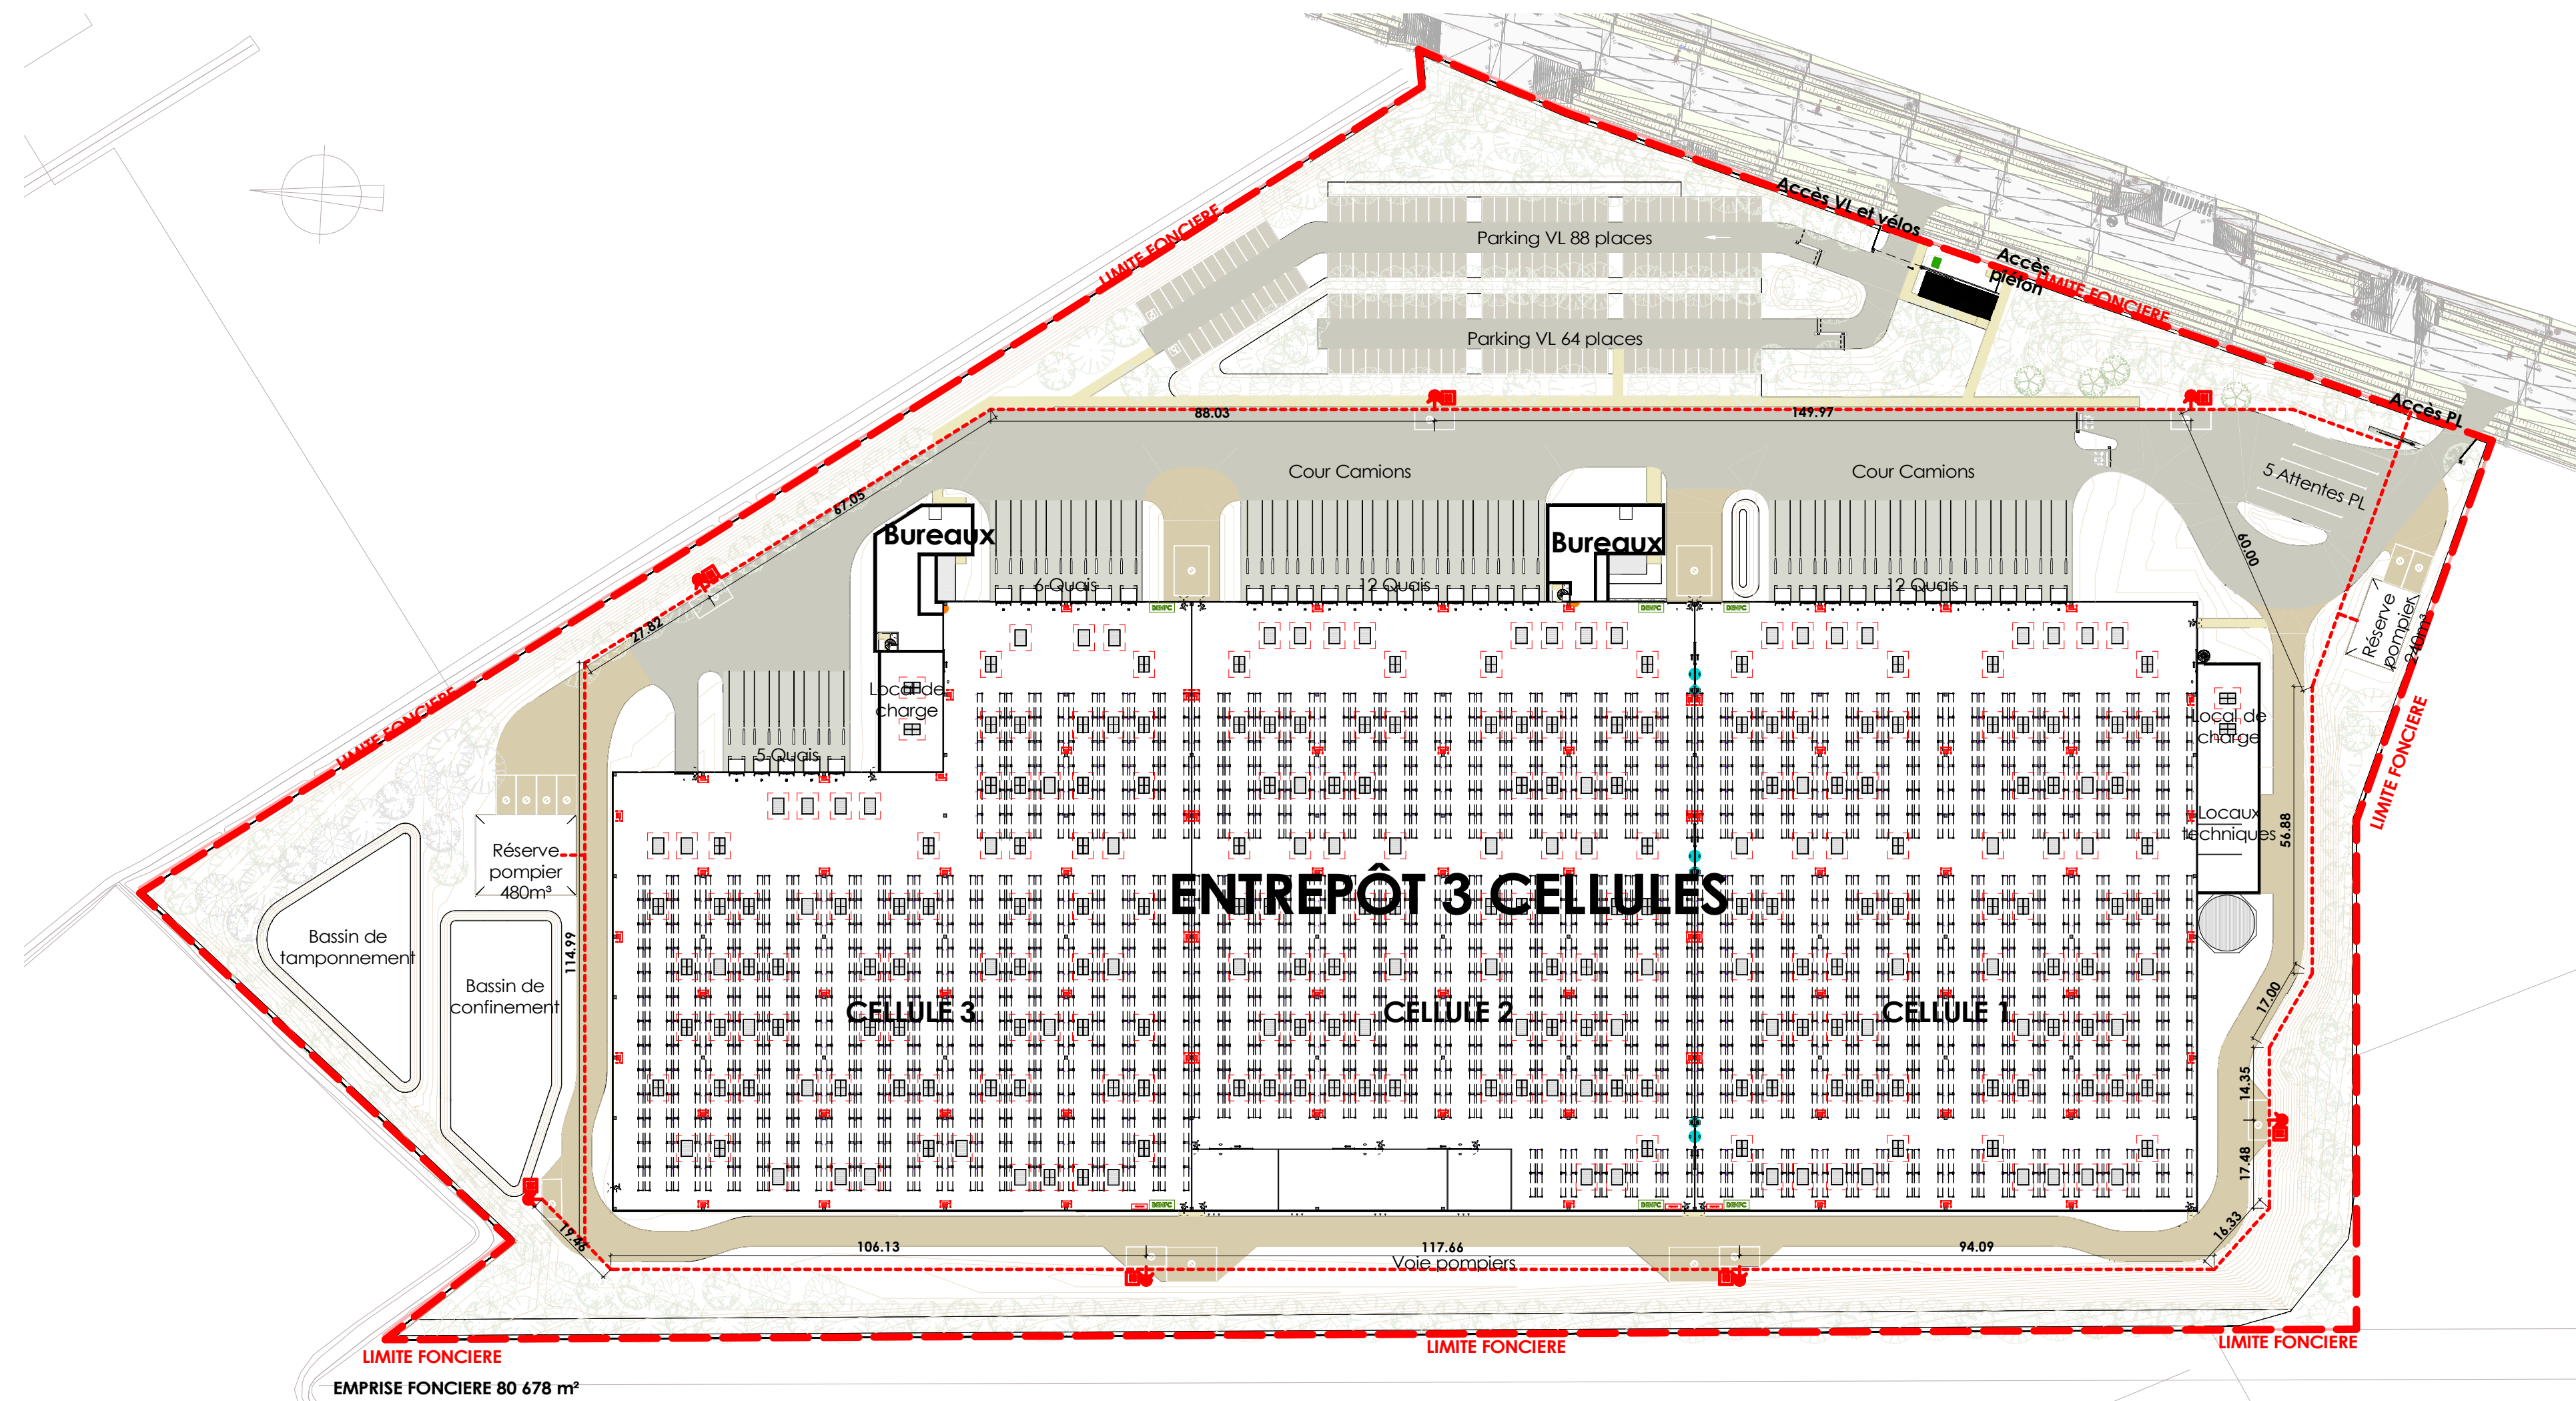 LIMITE FONCIERE
Accès VL et vélos
Accès
piéton
LIMITE FONCIERE
Parking VL 88 places
Parking VL 64 places
Accès PL
88.03
149.97
Cour Camions
Cour Camions
5 Attentes PL
67.05
60.00
Bureaux
Bureaux
6 Quais
12 Quais
12 Quais
27.82
Réserve
pompier
240m³
LIMITE FONCIERE
Local de
charge
Local de
charge
5 Quais
LIMITE FONCIERE
Locaux
techniques
56.88
Réserve
pompier
480m³
ENTREPÔT 3 CELLULES
Bassin de
tamponnement
114.99
Bassin de
confinement
CELLULE 3
CELLULE 2
CELLULE 1
17.00
14.35
17.48
16.33
19.46
106.13
117.66
94.09
Voie pompiers
LIMITE FONCIERE
LIMITE FONCIERE
LIMITE FONCIERE
EMPRISE FONCIERE 80 678 m²